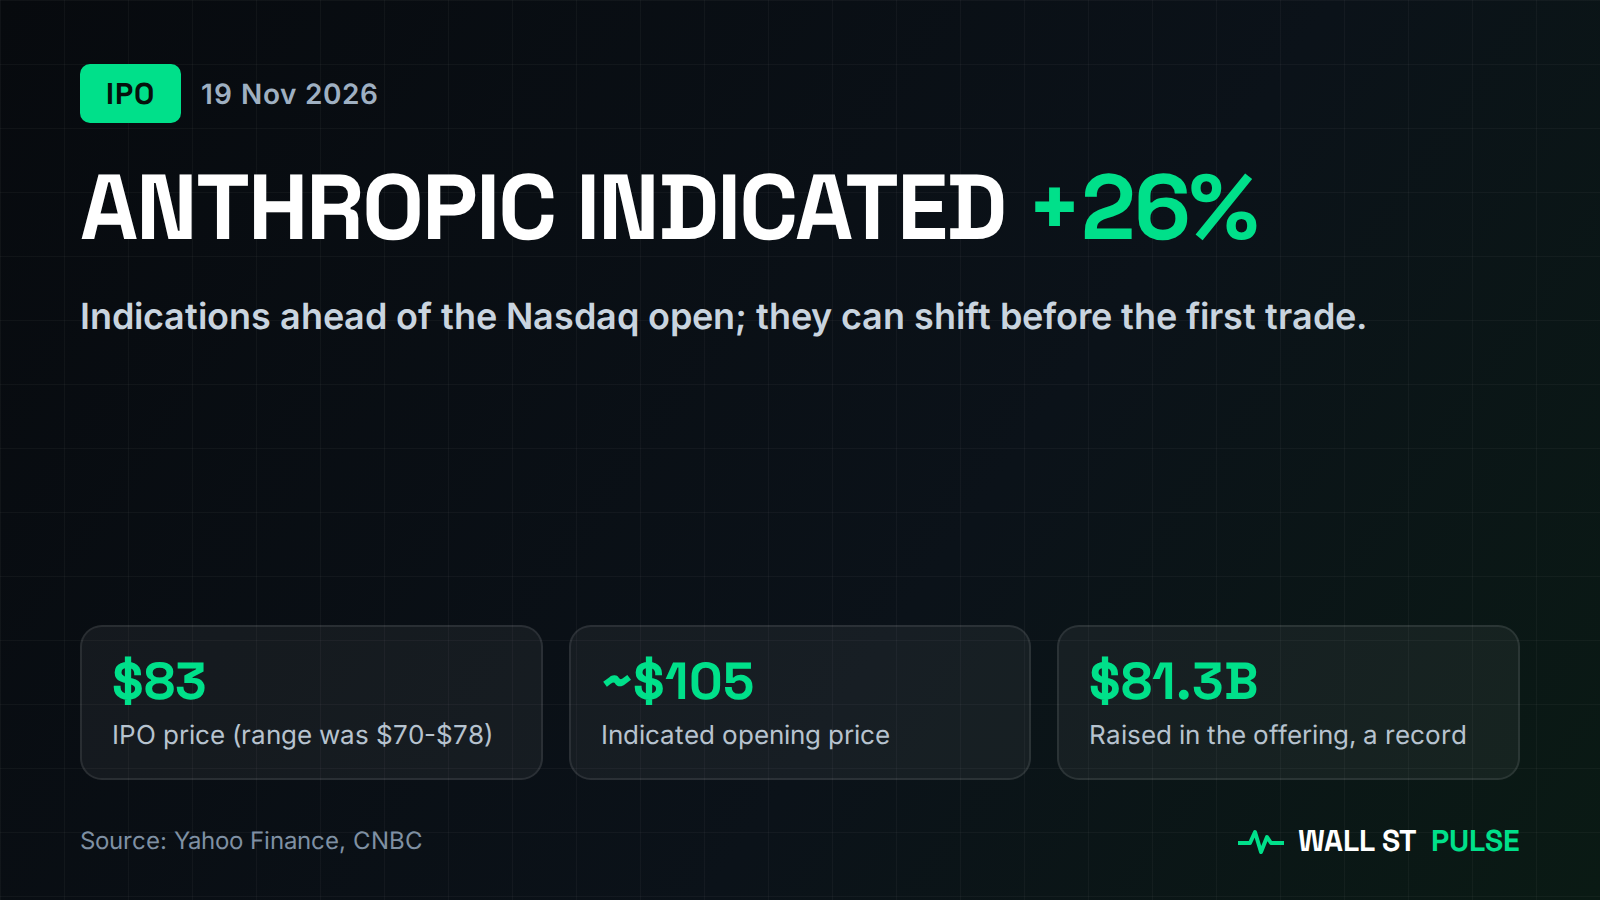 IPO 19 Nov 2026
ANTHROPIC INDICATED +26%
Indications ahead of the Nasdaq open; they can shift before the first trade.
$83
IPO price (range was $70-$78)
~$105
Indicated opening price
$81.3B
Raised in the offering, a record
Source: Yahoo Finance, CNBC
WALL ST PULSE